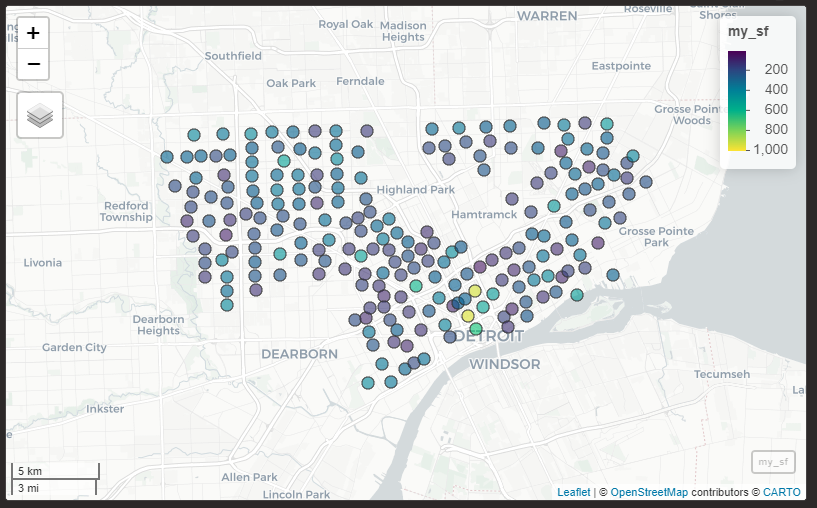 Royal Oak
Madison
Heights
WARREN
Roseville
Shores
my_sf
+
−
Southfield
Oak Park
Ferndale
Eastpointe
200
400
600
800
1,000
Grosse Pointe
Woods
Highland Park
Redford
Township
Hamtramck
Grosse Pointe
Park
Livonia
Dearborn
Heights
Garden City
DEARBORN
DETROIT
WINDSOR
Tecumseh
Inkster
Allen Park
Lincoln Park
5 km
3 mi
my_sf
Leaflet | © OpenStreetMap contributors © CARTO